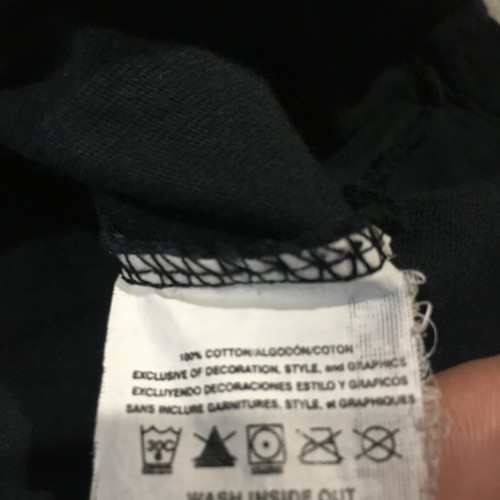 100% COTTON/ALGODÓN/COTON
EXCLUSIVE OF DECORATION, STYLE, and GRAPHICS
EXCLUYENDO DECORACIONES ESTILO Y GRAFICOS
SANS INCLURE GARNITURES, STYLE, et GRAPHIQUES
30C
WASH INSIDE OUT